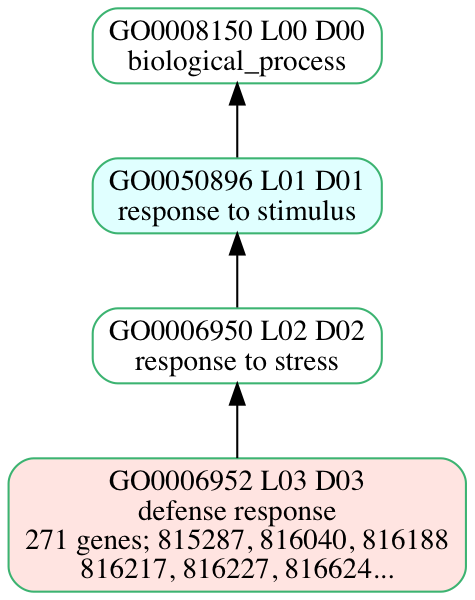 GO0008150 L00 D00
biological_process
GO0050896 L01 D01
response to stimulus
GO0006950 L02 D02
response to stress
GO0006952 L03 D03
defense response
271 genes; 815287, 816040, 816188
816217, 816227, 816624...